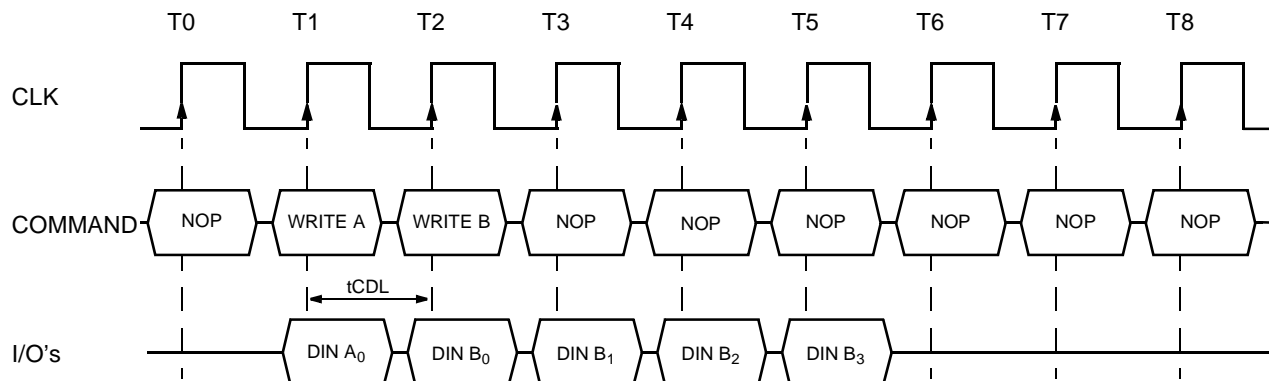 T0 T1 T2 T3 T4 T5 T6 T7 T8
CLK
COMMAND NOP WRITE A WRITE B NOP NOP NOP NOP NOP NOP
tCDL
I/O's DIN A0 DIN B0 DIN B1 DIN B2 DIN B3